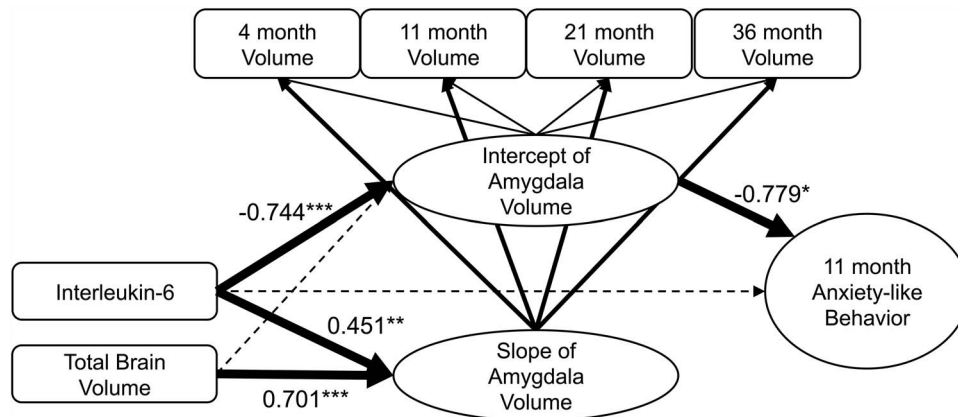 4 month
Volume
11 month
Volume
21 month
Volume
36 month
Volume
Intercept of
Amygdala
Volume
-0.744***
-0.779*
Interleukin-6
11 month
Anxiety-like
Behavior
0.451**
Total Brain
Volume
0.701***
Slope of
Amygdala
Volume